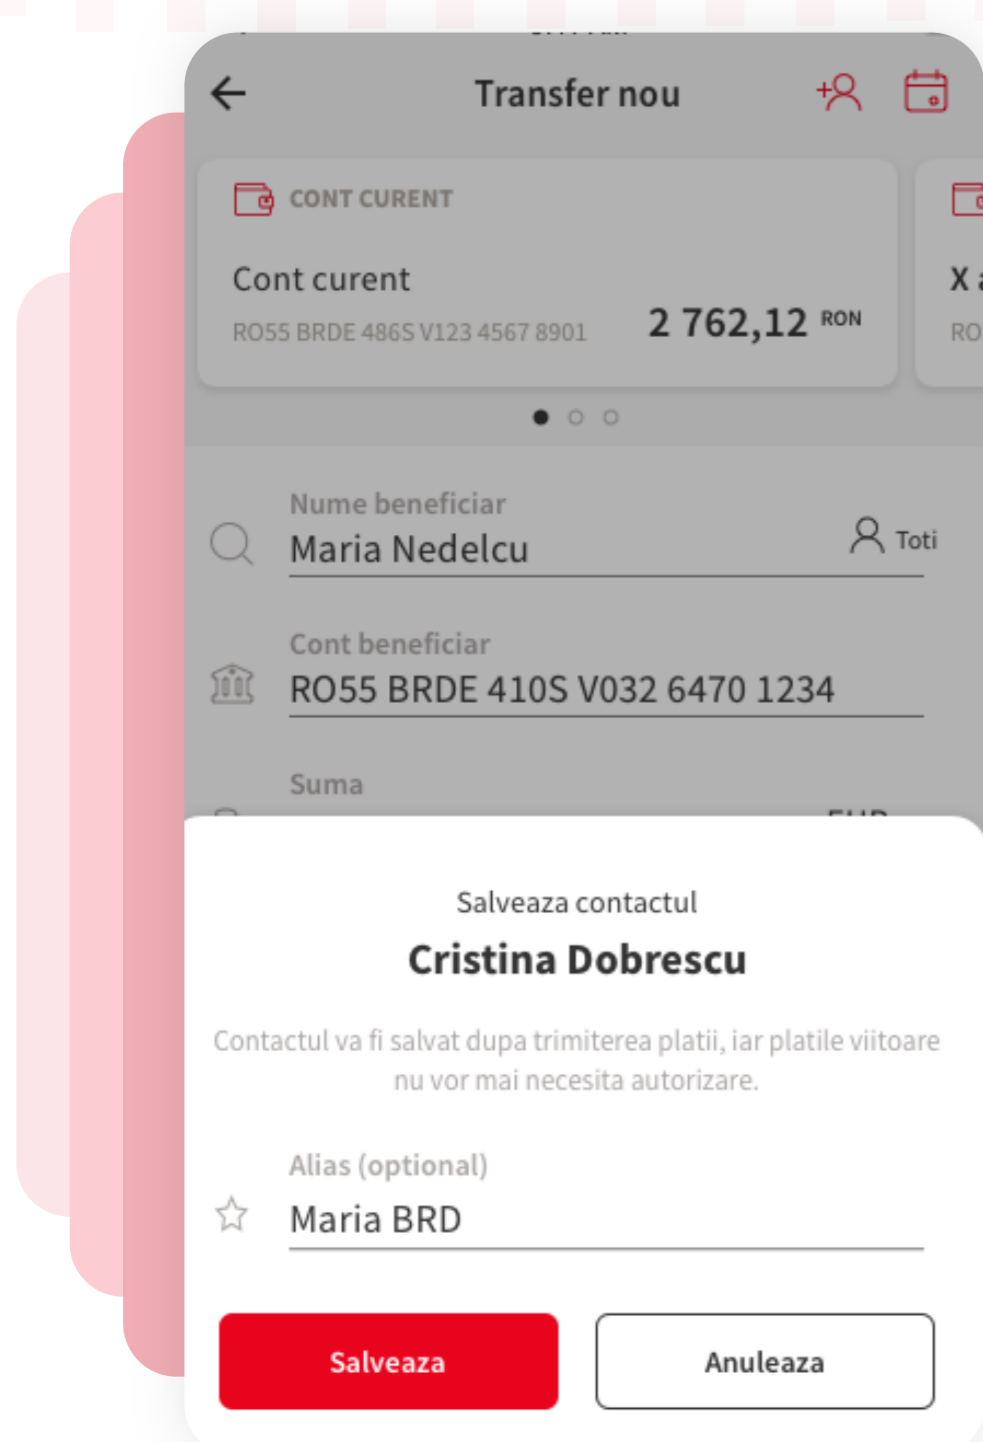 Transfer nou
CONT CURENT
Cont curent
RO55 BRDE 486S V123 4567 8901
2 762,12 RON
X
RO
Nume beneficiar
Maria Nedelcu
Toti
Cont beneficiar
RO55 BRDE 410S V032 6470 1234
Suma
EUR
Salveaza contactul
Cristina Dobrescu
Contactul va fi salvat dupa trimiterea platii, iar platile viitoare
nu vor mai necesita autorizare.
Alias (optional)
Maria BRD
Salveaza
Anuleaza